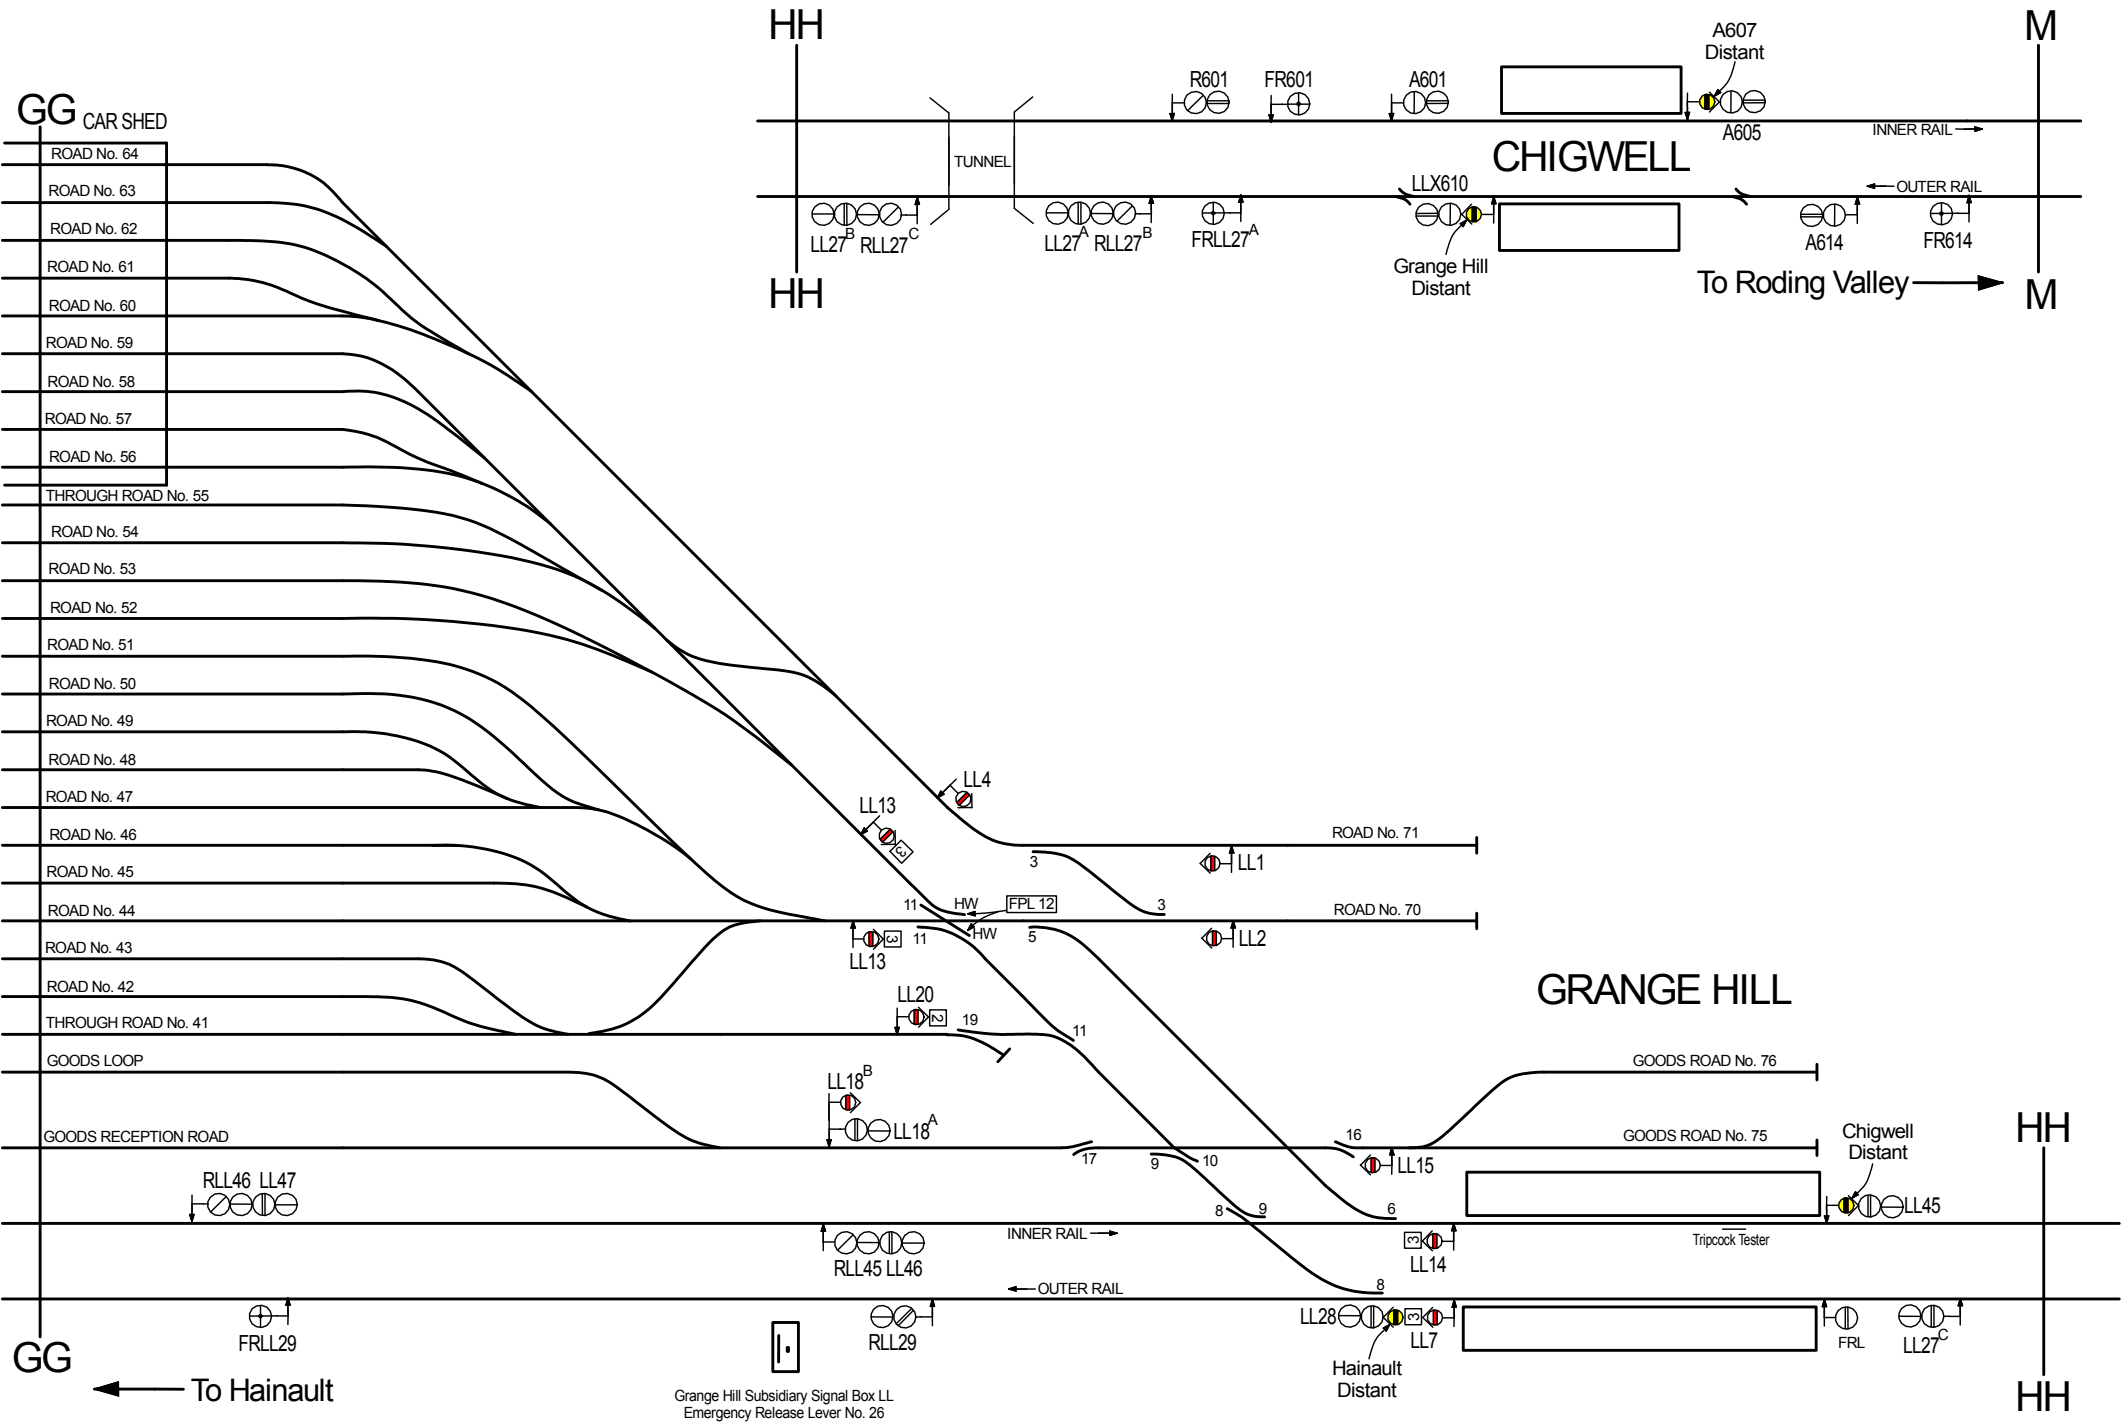 HH
M
A607
Distant
R601
FR601
A601
A605
INNER RAIL
TUNNEL
CHIGWELL
LLX610
OUTER RAIL
LL27B
RLL27C
LL27A
RLL27B
FRLL27A
A614
FR614
Grange Hill
Distant
To Roding Valley
HH
M
GG
CAR SHED
ROAD No. 64
ROAD No. 63
ROAD No. 62
ROAD No. 61
ROAD No. 60
ROAD No. 59
ROAD No. 58
ROAD No. 57
ROAD No. 56
THROUGH ROAD No. 55
ROAD No. 54
ROAD No. 53
ROAD No. 52
ROAD No. 51
ROAD No. 50
ROAD No. 49
ROAD No. 48
ROAD No. 47
ROAD No. 46
ROAD No. 45
ROAD No. 44
ROAD No. 43
ROAD No. 42
THROUGH ROAD No. 41
GOODS LOOP
GOODS RECEPTION ROAD
LL4
LL13
3
ROAD No. 71
3
LL1
3
11
HW
FPL 12
ROAD No. 70
HW
11
5
LL2
3
LL13
LL20
2
19
11
GRANGE HILL
LL18B
LL18A
GOODS ROAD No. 76
GOODS ROAD No. 75
17
9
10
16
LL15
Chigwell
Distant
HH
RLL46 LL47
8
9
6
LL45
INNER RAIL
RLL45 LL46
3
LL14
Tripcock Tester
OUTER RAIL
8
FRLL29
RLL29
LL28
3
LL7
FRL
LL27C
Hainault
Distant
GG
To Hainault
Grange Hill Subsidiary Signal Box LL
Emergency Release Lever No. 26
HH